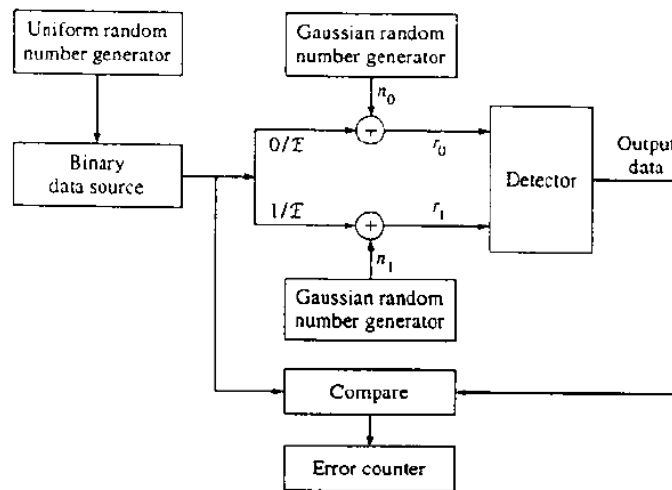 Uniform random
number generator
Gaussian random
number generator
n₀
0/ℰ
r₀
Binary
data source
Detector
Output
data
1/ℰ
r₁
+
n₁
Gaussian random
number generator
Compare
Error counter